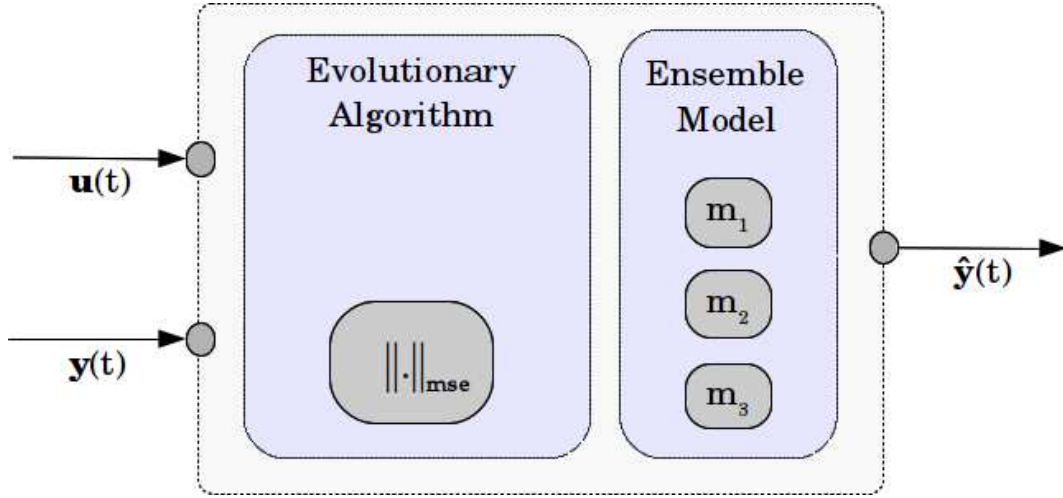 Evolutionary
Algorithm
Ensemble
Model
u(t)
y(t)
‖.‖mse
m₁
m₂
m₃
ŷ(t)